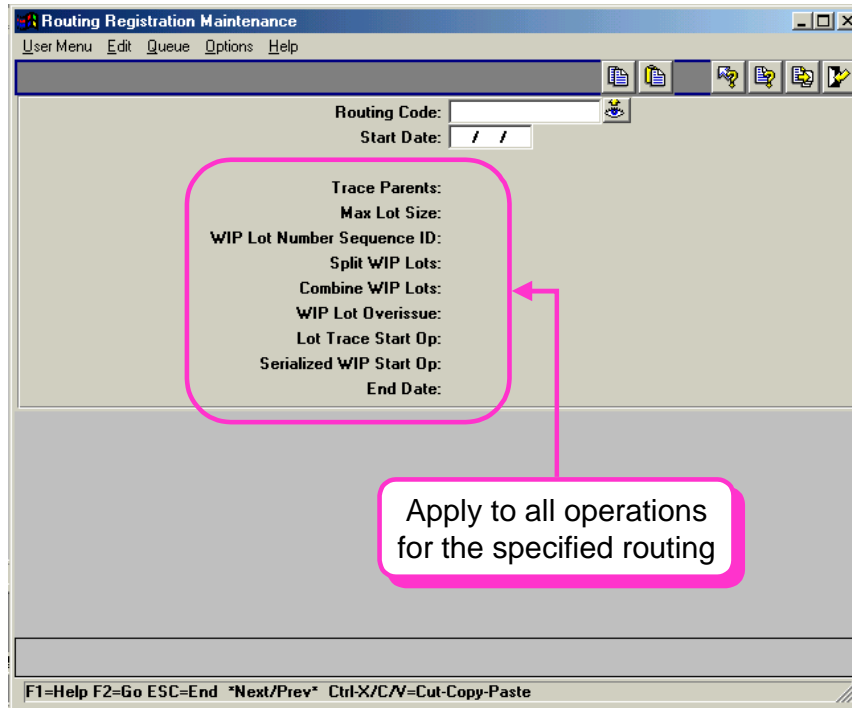 Routing Registration Maintenance
User Menu Edit Queue Options Help
Routing Code:
Start Date: / /
Trace Parents:
Max Lot Size:
WIP Lot Number Sequence ID:
Split WIP Lots:
Combine WIP Lots:
WIP Lot Overissue:
Lot Trace Start Op:
Serialized WIP Start Op:
End Date:
Apply to all operations
for the specified routing
F1=Help F2=Go ESC=End *Next/Prev* Ctrl-X/C/V=Cut-Copy-Paste